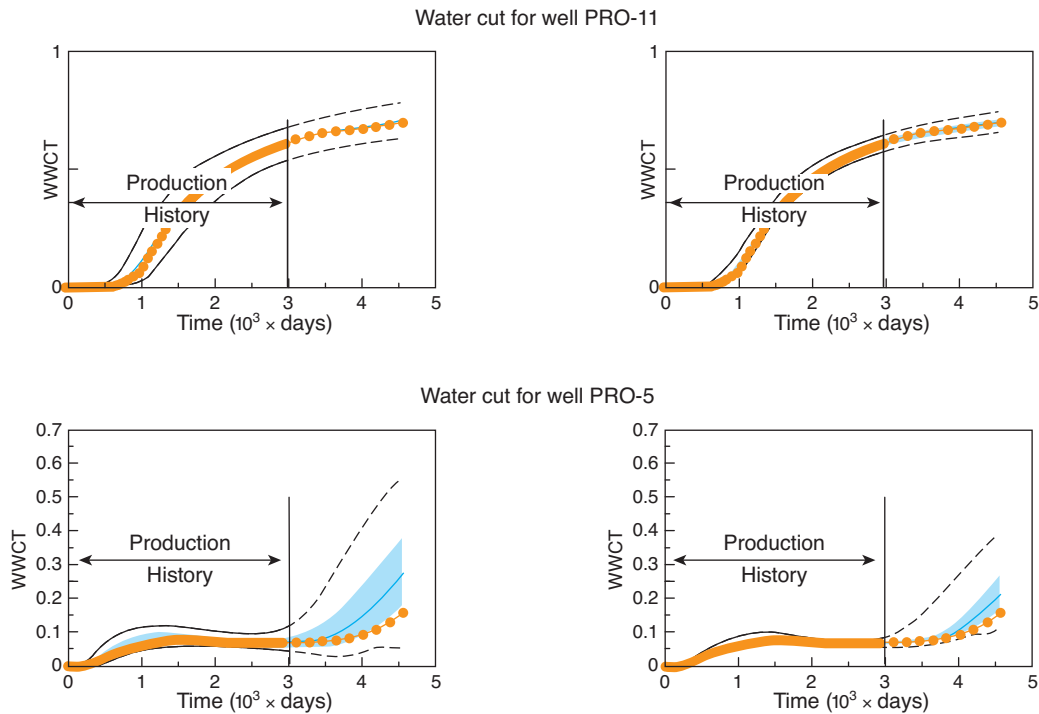 Water cut for well PRO-11
1
WWCT
Production
History
0
0 1 2 3 4 5
Time (10³ × days)
1
WWCT
Production
History
0
0 1 2 3 4 5
Time (10³ × days)
Water cut for well PRO-5
0.7
0.6
0.5
0.4
0.3
0.2
0.1
0
WWCT
Production
History
0 1 2 3 4 5
Time (10³ × days)
0.7
0.6
0.5
0.4
0.3
0.2
0.1
0
WWCT
Production
History
0 1 2 3 4 5
Time (10³ × days)